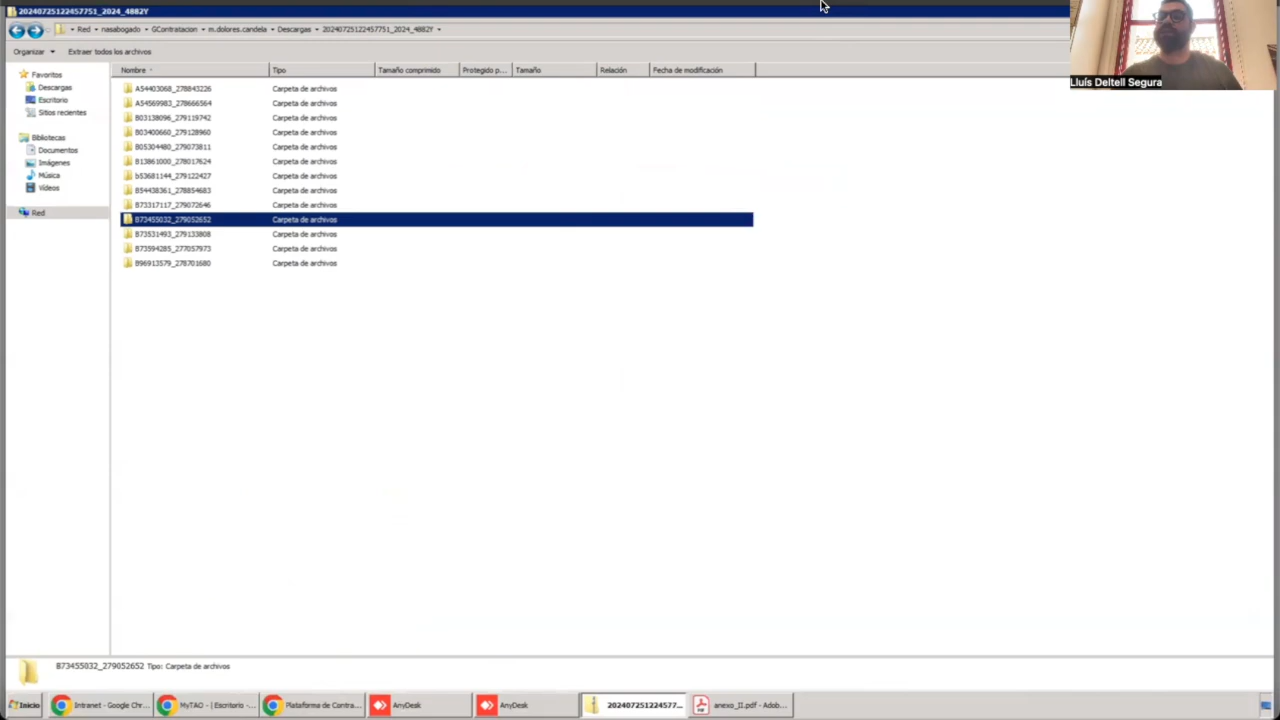 20240725122457751_2024_4882Y
Red nasabogado GContratacion m.dolores.candela Descargas 20240725122457751_2024_4882Y
Organizar Extraer todos los archivos
Nombre Tipo Tamaño comprimido Protegido p... Tamaño Relación Fecha de modificación
Lluís Deltell Segura
Favoritos
Descargas
Escritorio
Sitios recientes
Bibliotecas
Documentos
Imágenes
Música
Vídeos
Red
A54403068_278843226 Carpeta de archivos
A54569983_278666564 Carpeta de archivos
B03138096_279119742 Carpeta de archivos
B03400660_279128960 Carpeta de archivos
B05304480_279073811 Carpeta de archivos
B13861000_278017624 Carpeta de archivos
b53681144_279122427 Carpeta de archivos
B54438361_278854683 Carpeta de archivos
B73317117_279072646 Carpeta de archivos
B73455032_279052652 Carpeta de archivos
B73531493_279133808 Carpeta de archivos
B73594285_277057973 Carpeta de archivos
B96913579_278701680 Carpeta de archivos
B73455032_279052652 Tipo: Carpeta de archivos
Inicio Intranet - Google Chr... MyTAO - | Escritorio -... Plataforma de Contra... AnyDesk AnyDesk 202407251224577... anexo_II.pdf - Adob...